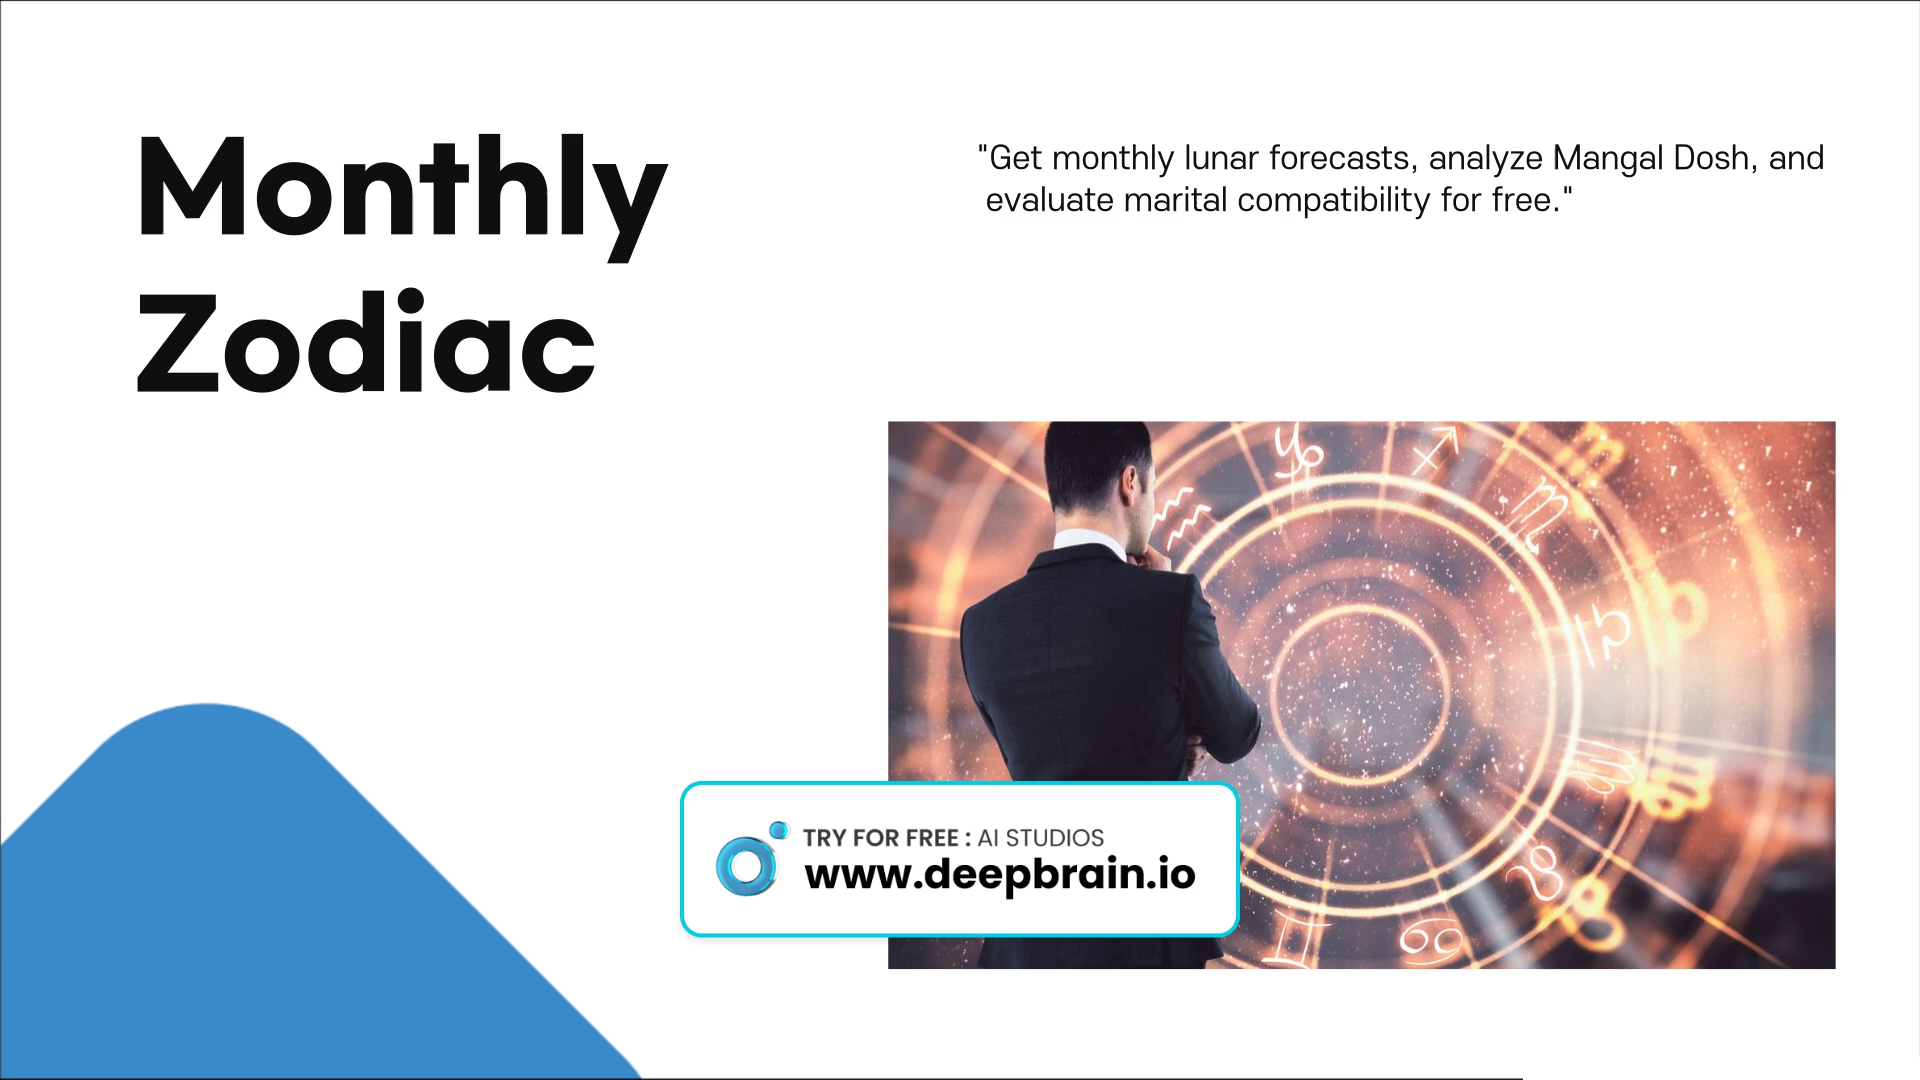 Monthly
Zodiac
"Get monthly lunar forecasts, analyze Mangal Dosh, and
evaluate marital compatibility for free."
TRY FOR FREE : AI STUDIOS
www.deepbrain.io